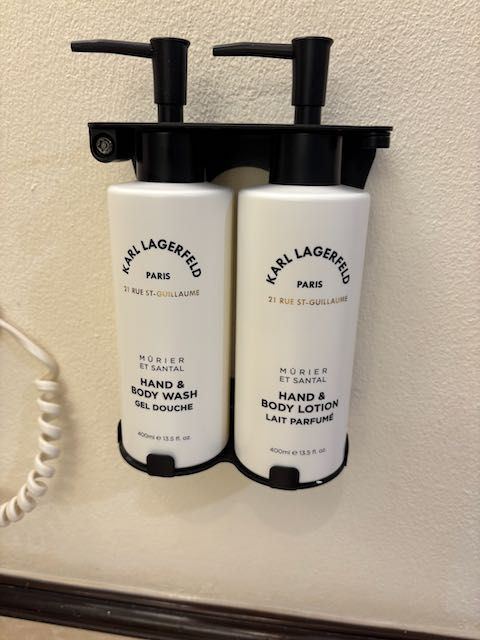 KARL LAGERFELD
PARIS
21 RUE ST-GUILLAUME
MÛRIER
ET SANTAL
HAND &
BODY WASH
GEL DOUCHE
400ml e 13.5 fl. oz.
KARL LAGERFELD
PARIS
21 RUE ST-GUILLAUME
MÛRIER
ET SANTAL
HAND &
BODY LOTION
LAIT PARFUMÉ
400ml e 13.5 fl. oz.